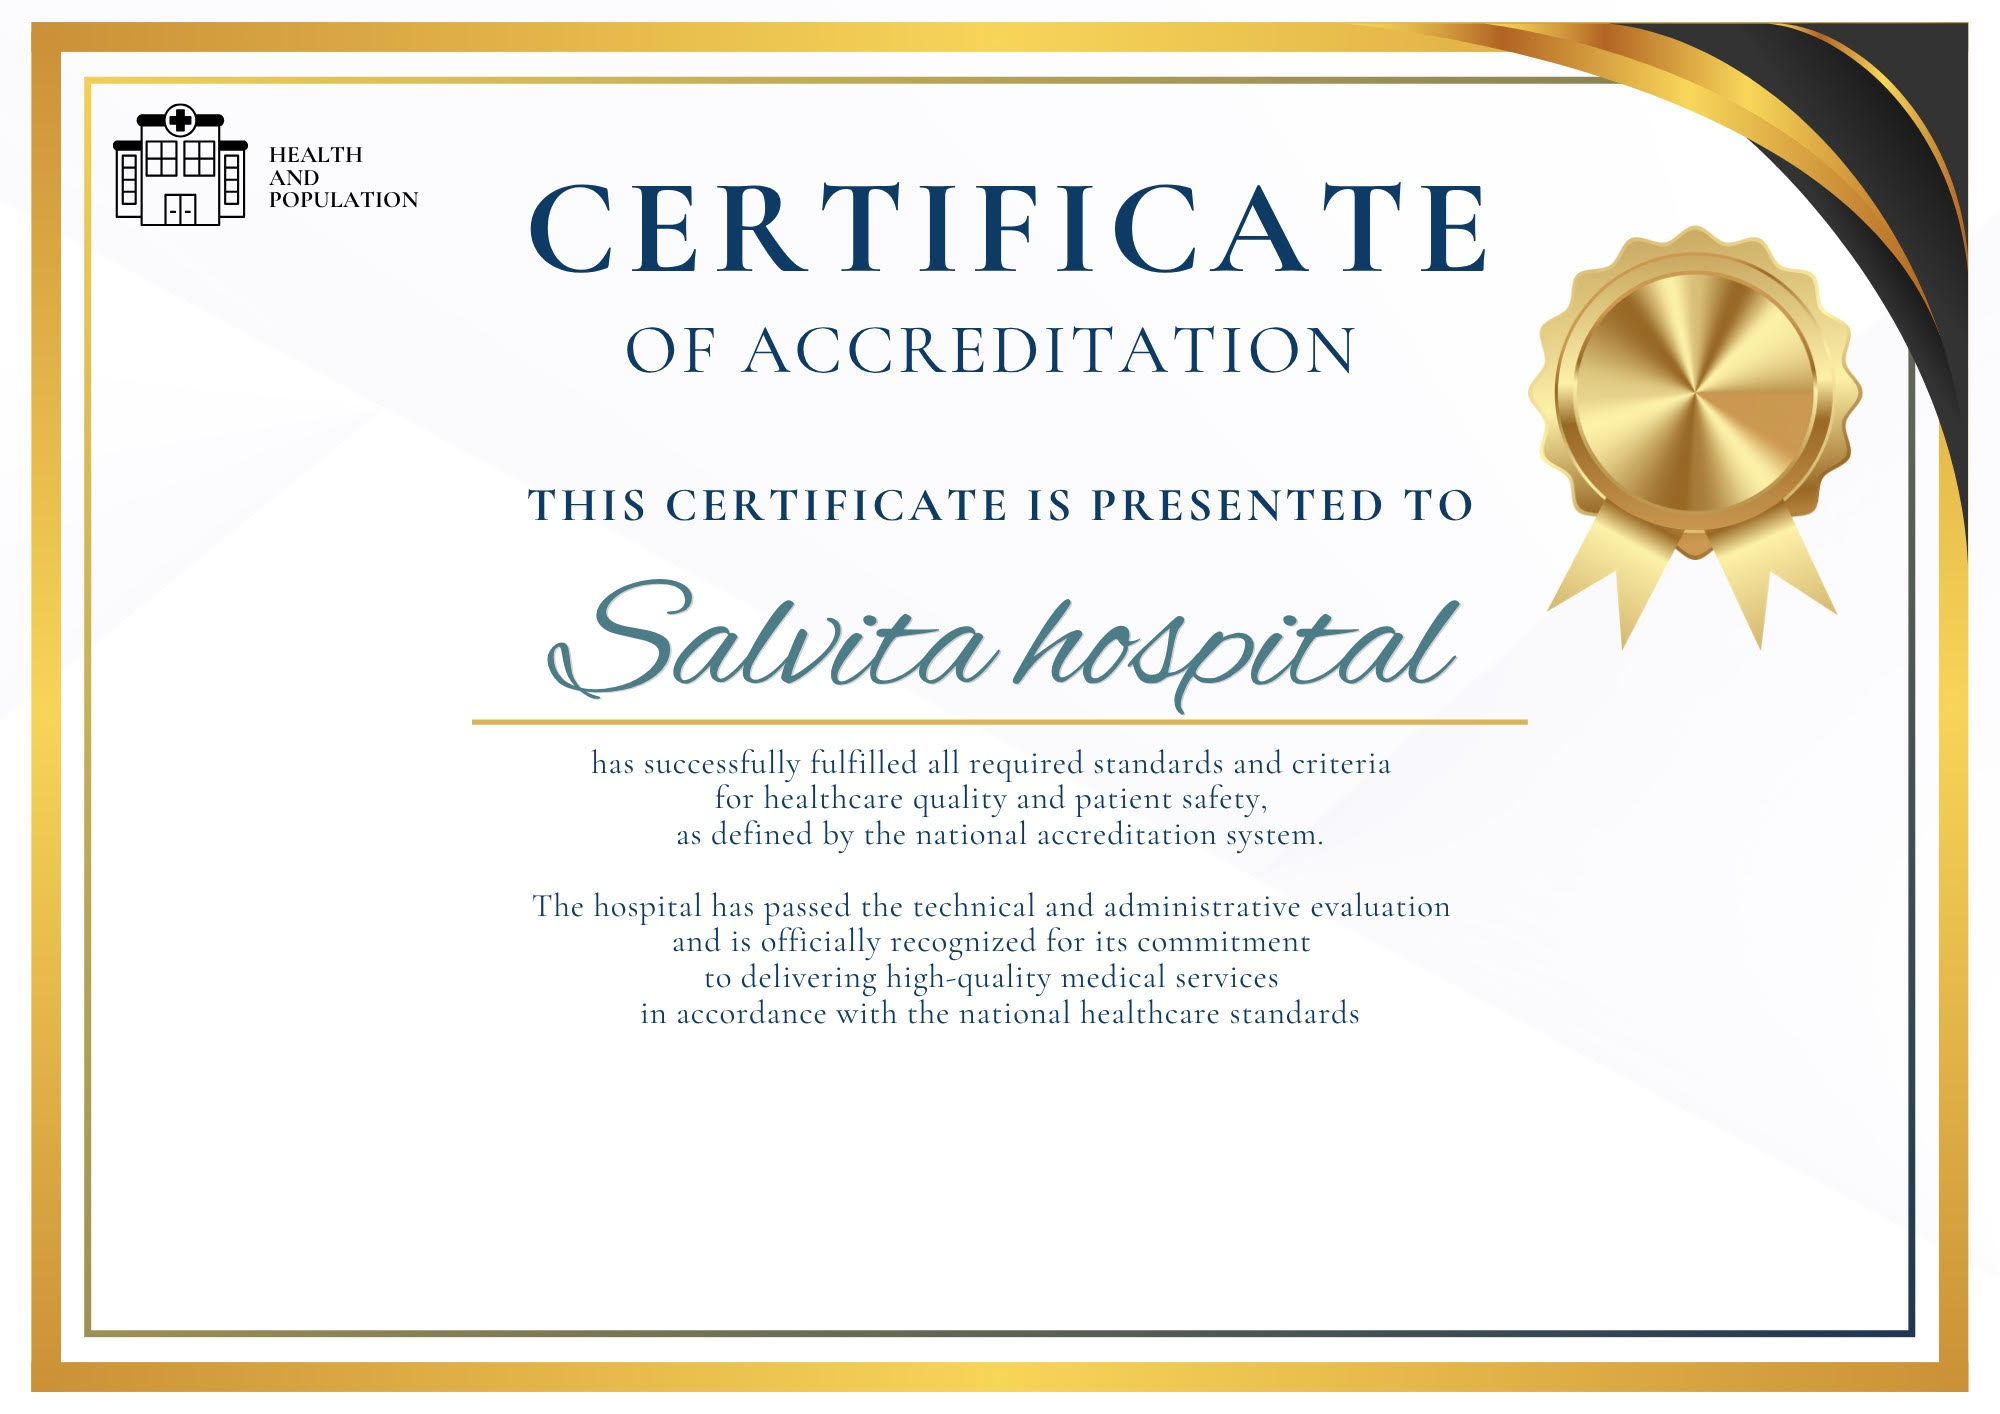 HEALTH
AND
POPULATION
CERTIFICATE
OF ACCREDITATION
THIS CERTIFICATE IS PRESENTED TO
Salvita hospital
has successfully fulfilled all required standards and criteria
for healthcare quality and patient safety,
as defined by the national accreditation system.
The hospital has passed the technical and administrative evaluation
and is officially recognized for its commitment
to delivering high-quality medical services
in accordance with the national healthcare standards